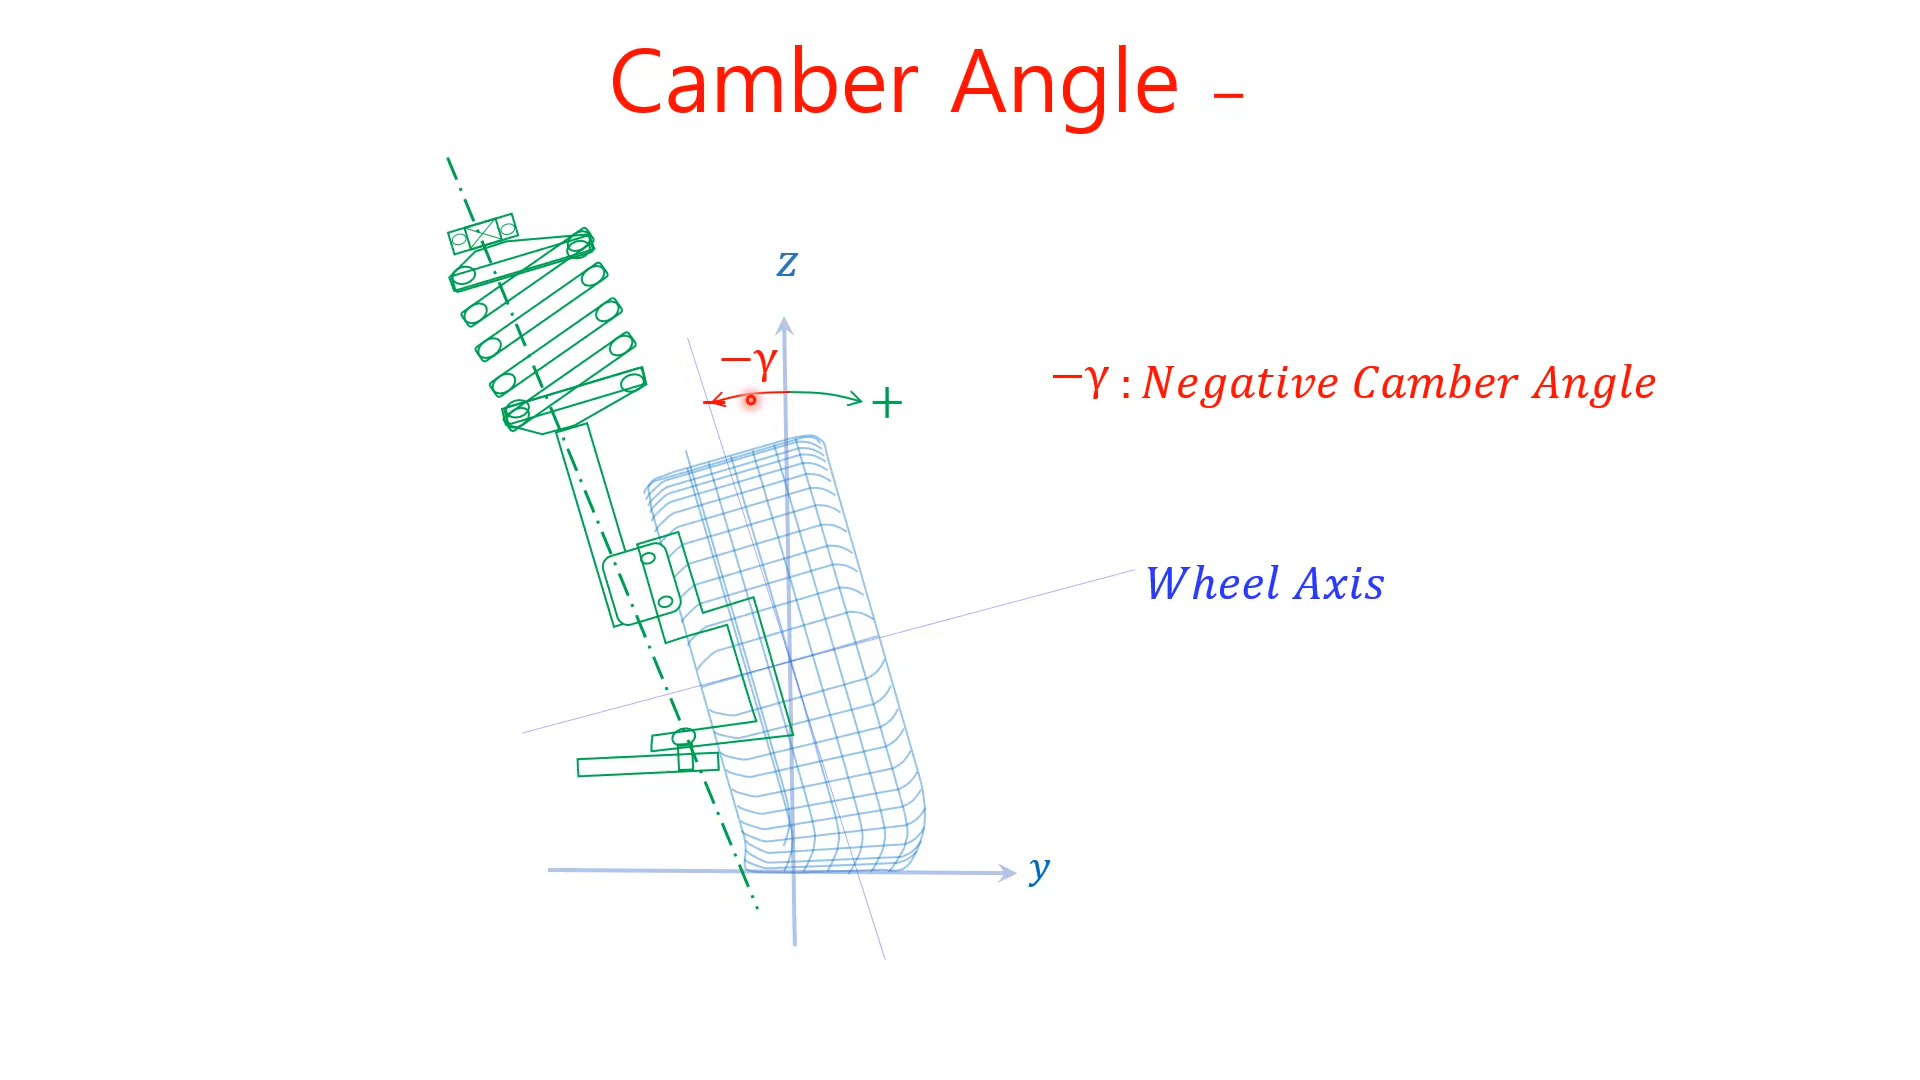 Camber Angle −
z
−γ
− +
−γ : Negative Camber Angle
Wheel Axis
y